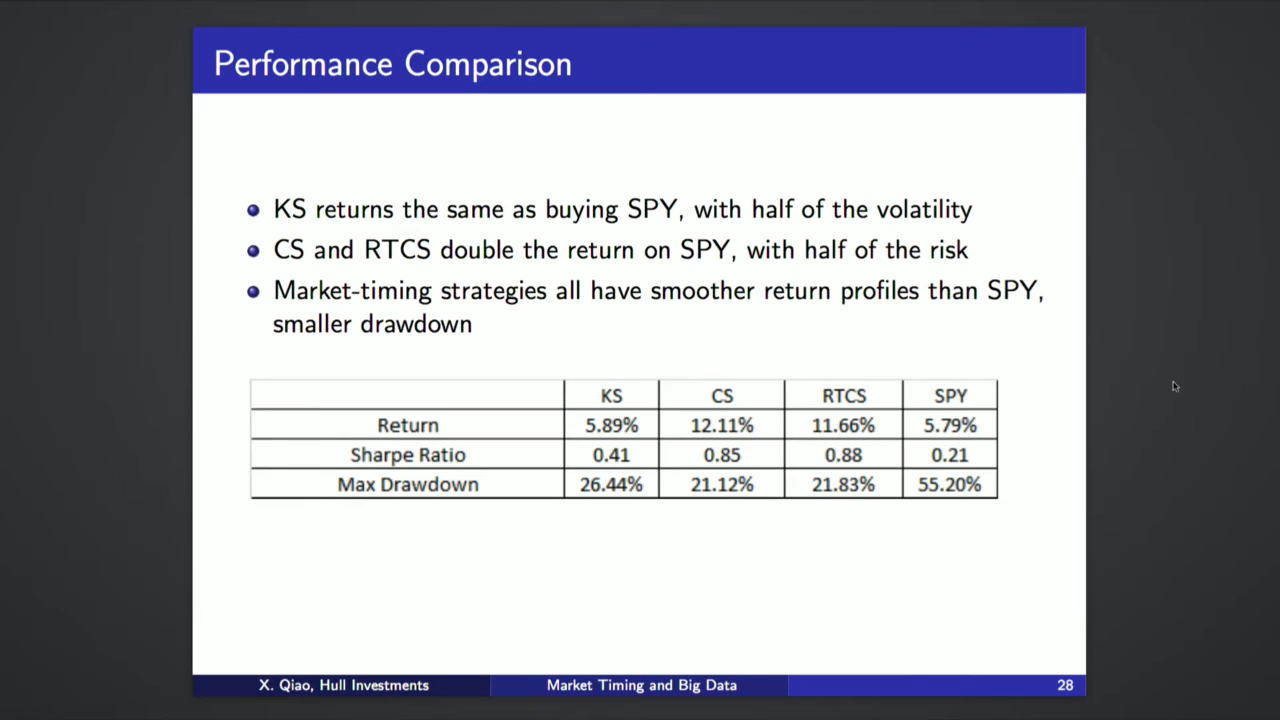 Performance Comparison
KS returns the same as buying SPY, with half of the volatility
CS and RTCS double the return on SPY, with half of the risk
Market-timing strategies all have smoother return profiles than SPY,
smaller drawdown
KS CS RTCS SPY
Return 5.89% 12.11% 11.66% 5.79%
Sharpe Ratio 0.41 0.85 0.88 0.21
Max Drawdown 26.44% 21.12% 21.83% 55.20%
X. Qiao, Hull Investments Market Timing and Big Data 28